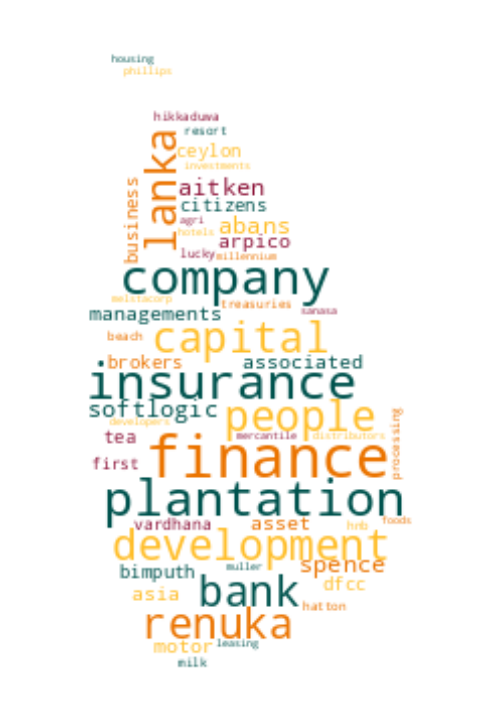 housing
phillips
hikkaduwa
resort
lanka
ceylon
investments
business
aitken
citizens
agri
abans
hotels
arpico
lucky
millennium
company
melstacorp
treasuries
managements
sanasa
capital
beach
brokers
associated
insurance
softlogic
people
developers
tea
mercantile
distributors
processing
first
finance
plantation
vardhana
asset
hnb
foods
development
bimputh
muller
spence
asia
bank
dfcc
hatton
renuka
motor
leasing
milk